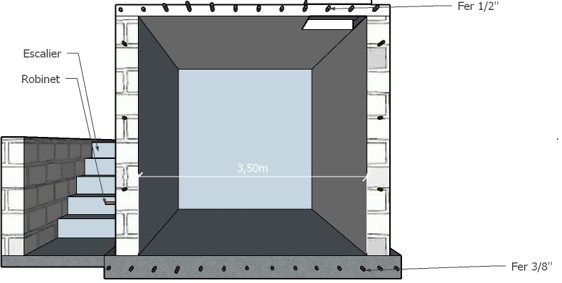 Fer 1/2"
Escalier
Robinet
3,50m
Fer 3/8"